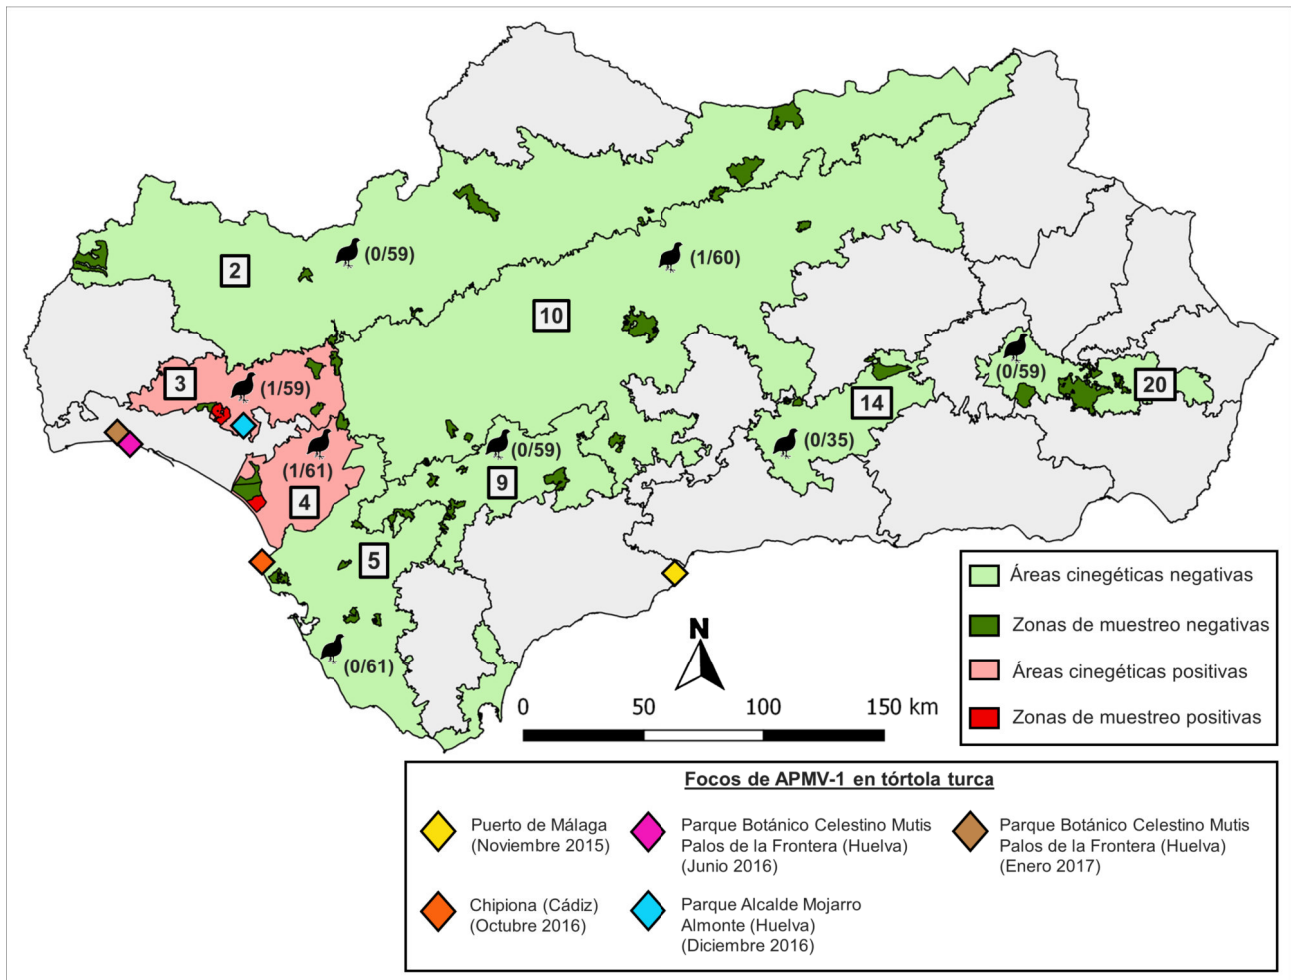 (0/59)
2
(1/60)
10
3
(1/59)
(0/59)
20
14
(0/35)
(1/61)
4
(0/59)
9
5
(0/61)
N
0 50 100 150 km
Áreas cinegéticas negativas
Zonas de muestreo negativas
Áreas cinegéticas positivas
Zonas de muestreo positivas
Focos de APMV-1 en tórtola turca
Puerto de Málaga
(Noviembre 2015)
Parque Botánico Celestino Mutis
Palos de la Frontera (Huelva)
(Junio 2016)
Parque Botánico Celestino Mutis
Palos de la Frontera (Huelva)
(Enero 2017)
Chipiona (Cádiz)
(Octubre 2016)
Parque Alcalde Mojarro
Almonte (Huelva)
(Diciembre 2016)